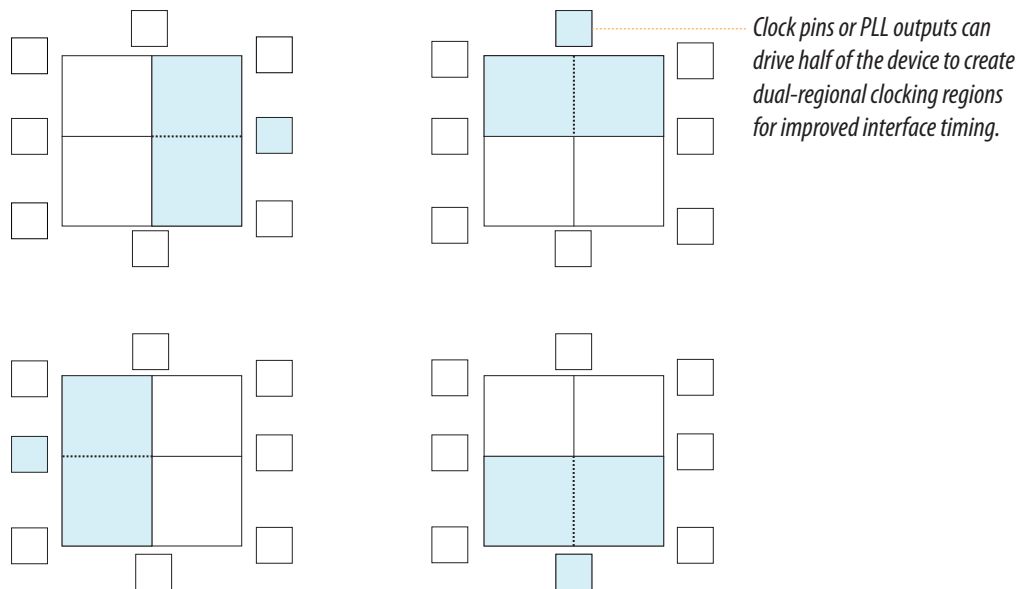 Clock pins or PLL outputs can
drive half of the device to create
dual-regional clocking regions
for improved interface timing.